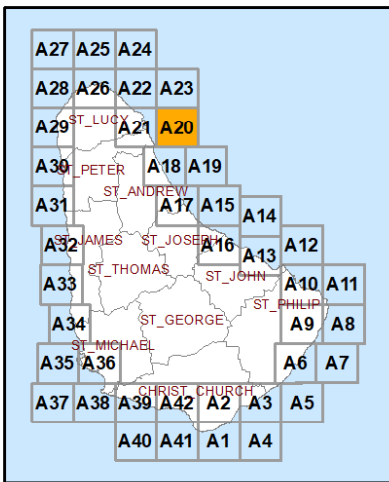 A27 A25 A24
A28 A26 A22 A23
A29 ST_LUCY A21 A20
A30 ST_PETER A18 A19
ST_ANDREW
A31 A17 A15 A14
A32 ST_JAMES ST_JOSEPH A16 A13 A12
ST_THOMAS ST_JOHN
A33 A10 A11
ST_PHILIP
A34 ST_GEORGE A9 A8
ST_MICHAEL
A35 A36 A6 A7
CHRIST_CHURCH
A37 A38 A39 A42 A2 A3 A5
A40 A41 A1 A4